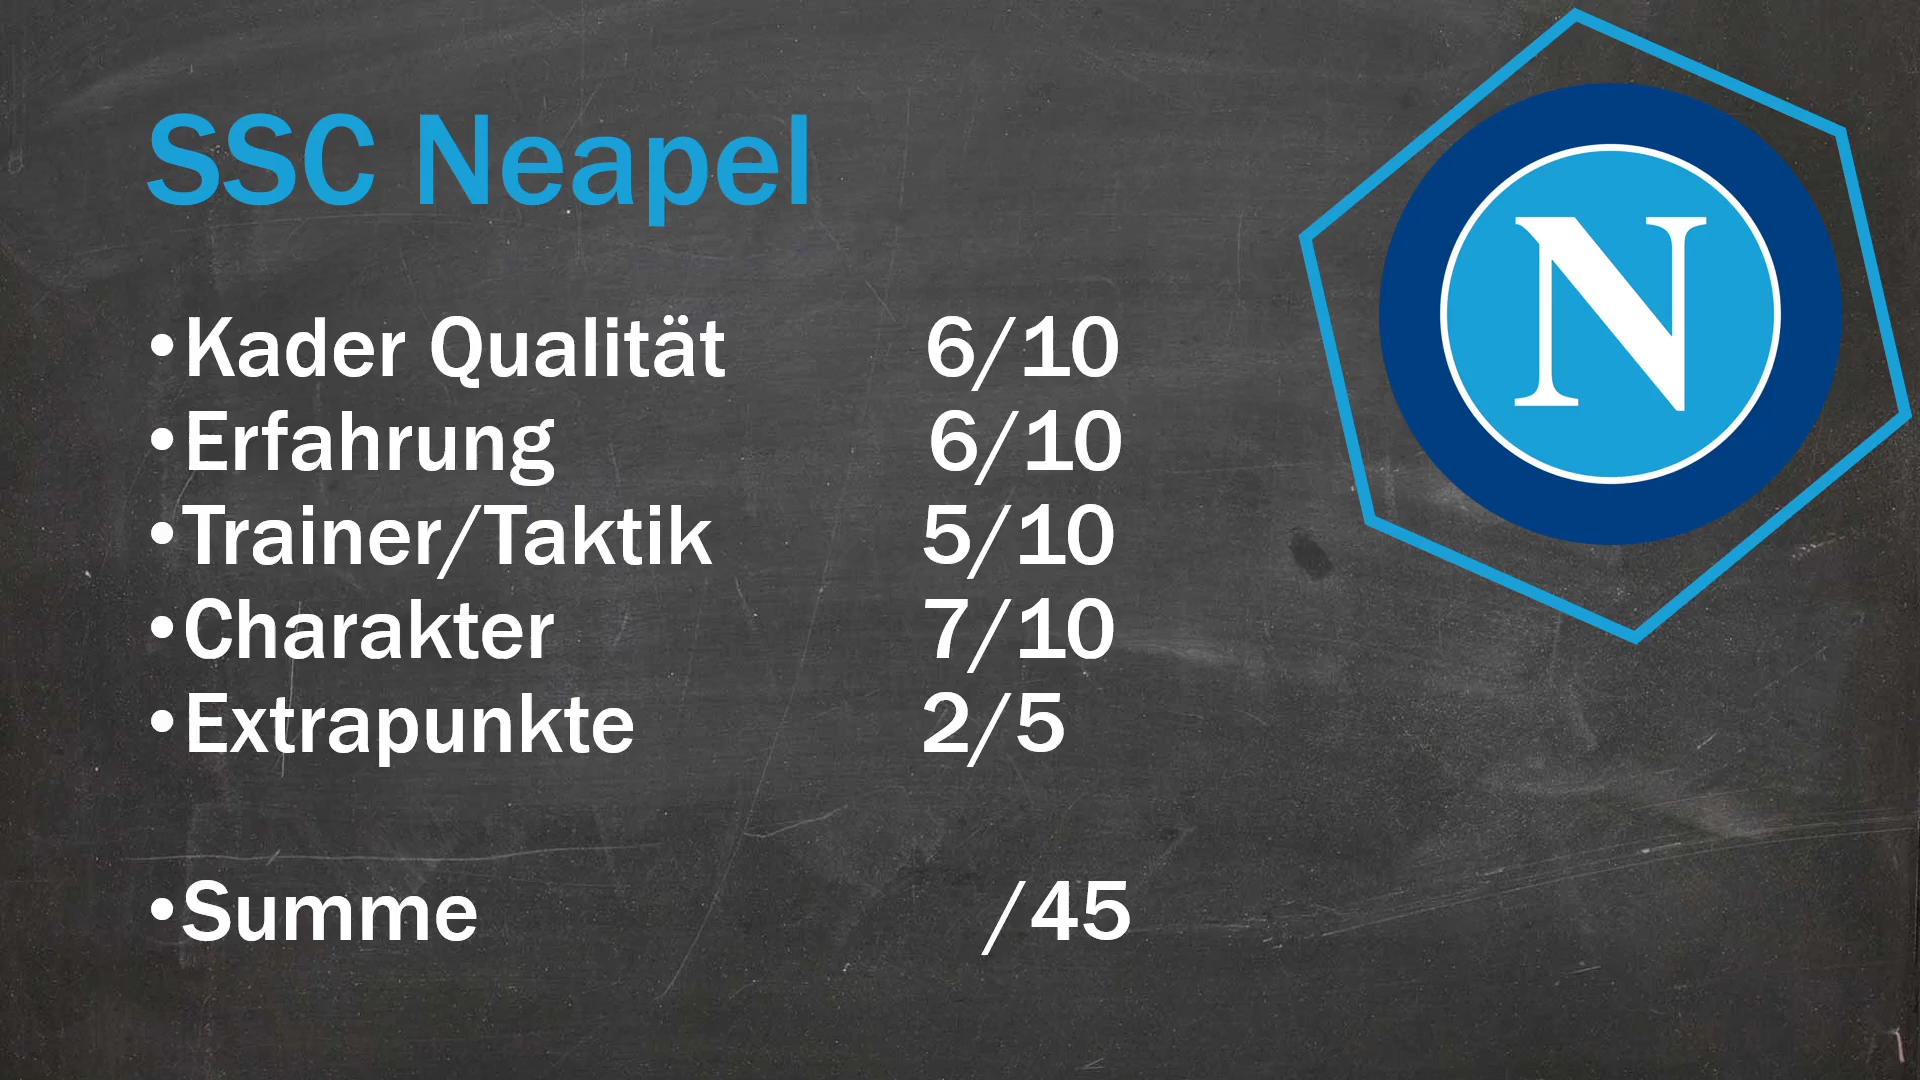 SSC Neapel
N
•Kader Qualität 6/10
•Erfahrung 6/10
•Trainer/Taktik 5/10
•Charakter 7/10
•Extrapunkte 2/5
•Summe /45